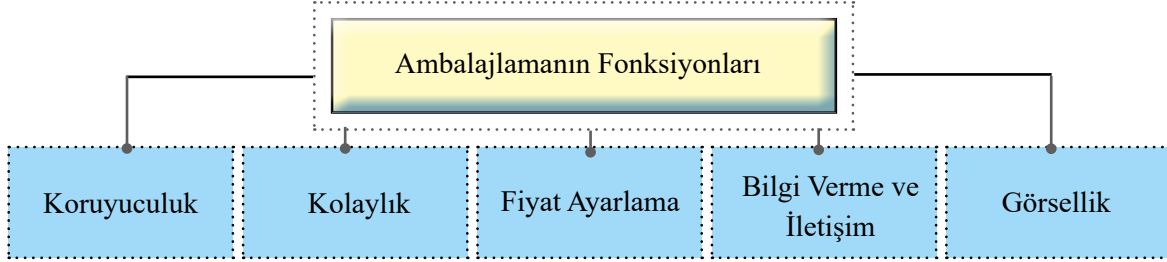 Ambalajlamanın Fonksiyonları
Koruyuculuk
Kolaylık
Fiyat Ayarlama
Bilgi Verme ve
İletişim
Görsellik